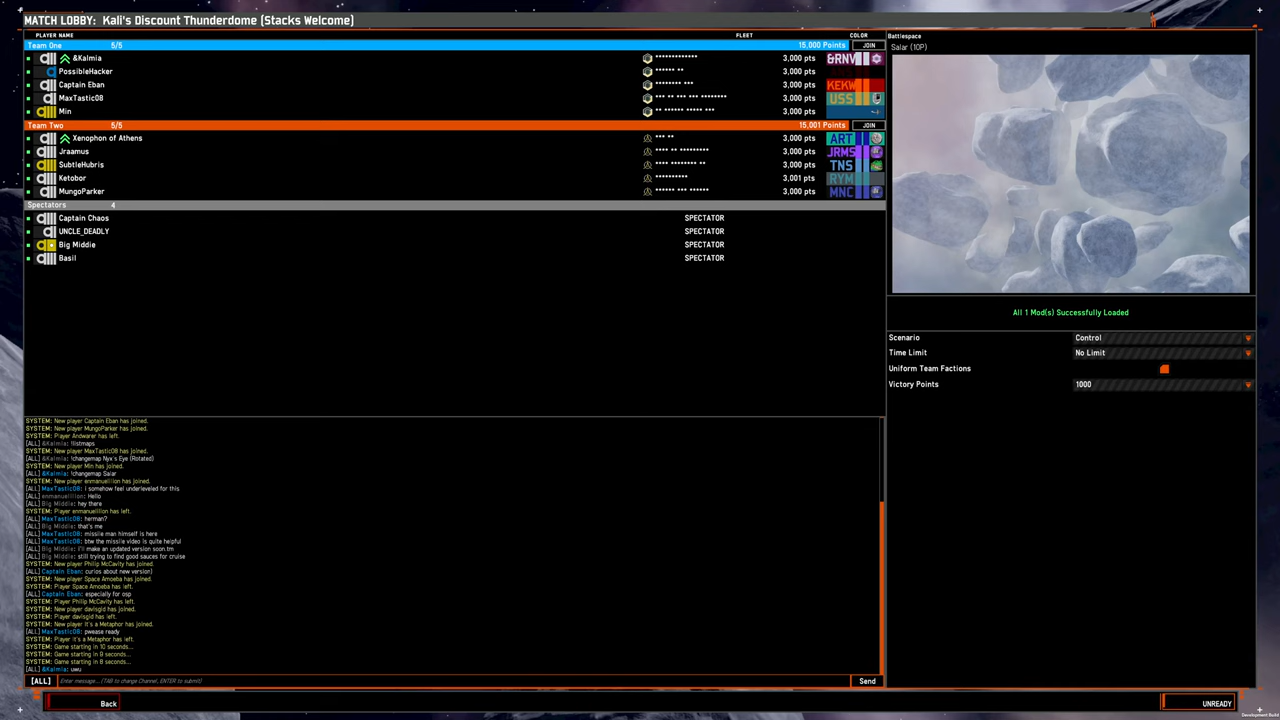 MATCH LOBBY: Kali's Discount Thunderdome (Stacks Welcome)
PLAYER NAME FLEET COLOR
Team One 5/5 15,000 Points JOIN
&Kalmia ************* 3,000 pts &RNV
PossibleHacker ****** ** 3,000 pts
Captain Eban ******** *** 3,000 pts KEKW
MaxTastic08 *** ** *** *** ******** 3,000 pts USS
Min ** ****** ***** *** 3,000 pts
Team Two 5/5 15,001 Points JOIN
Xenophon of Athens *** ** 3,000 pts ART
Jraamus **** ** ********* 3,000 pts JRMS
SubtleHubris **** ******** ** 3,000 pts TNS
Ketobor ********** 3,001 pts RYM
MungoParker ****** *** ****** 3,000 pts MNC
Spectators 4
Captain Chaos SPECTATOR
UNCLE_DEADLY SPECTATOR
Big Middie SPECTATOR
Basil SPECTATOR
Battlespace
Salar (10P)
All 1 Mod(s) Successfully Loaded
Scenario Control
Time Limit No Limit
Uniform Team Factions
Victory Points 1000
SYSTEM: New player Captain Eban has joined.
SYSTEM: New player MungoParker has joined.
SYSTEM: Player Andwarer has left.
[ALL] &Kalmia: !listmaps
SYSTEM: New player MaxTastic08 has joined.
[ALL] &Kalmia: !changemap Nyx's Eye (Rotated)
SYSTEM: New player Min has joined.
[ALL] &Kalmia: !changemap Salar
SYSTEM: New player enmanuellion has joined.
[ALL] MaxTastic08: i somehow feel underleveled for this
[ALL] enmanuellion: Hello
[ALL] Big Middie: hey there
SYSTEM: Player enmanuellion has left.
[ALL] MaxTastic08: herman?
[ALL] Big Middie: that's me
[ALL] MaxTastic08: missile man himself is here
[ALL] MaxTastic08: btw the missile video is quite helpful
[ALL] Big Middie: i'll make an updated version soon.tm
[ALL] Big Middie: still trying to find good sauces for cruise
SYSTEM: New player Philip McCavity has joined.
[ALL] Captain Eban: curios about new version)
SYSTEM: New player Space Amoeba has joined.
SYSTEM: Player Space Amoeba has left.
[ALL] Captain Eban: especially for osp
SYSTEM: Player Philip McCavity has left.
SYSTEM: New player davisgid has joined.
SYSTEM: Player davisgid has left.
SYSTEM: New player It's a Metaphor has joined.
[ALL] MaxTastic08: pwease ready
SYSTEM: Player It's a Metaphor has left.
SYSTEM: Game starting in 10 seconds...
SYSTEM: Game starting in 9 seconds...
SYSTEM: Game starting in 8 seconds...
[ALL] &Kalmia: uwu
[ALL] Enter message... (TAB to change Channel, ENTER to submit) Send
Back UNREADY
Development Build